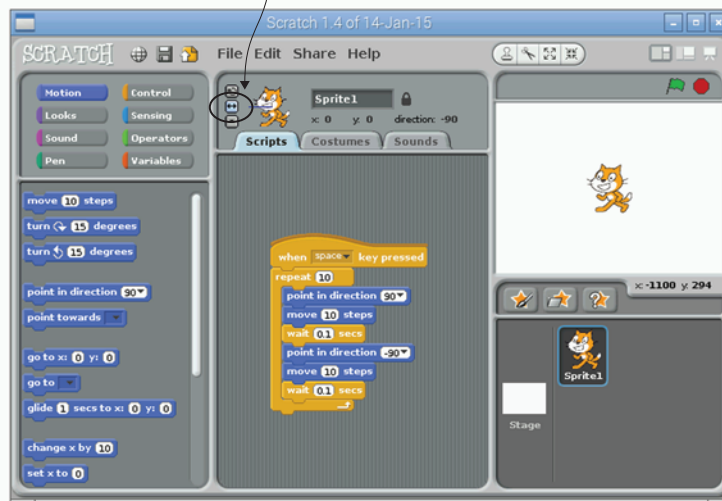 Scratch 1.4 of 14-Jan-15
SCRATCH File Edit Share Help
Motion Control
Looks Sensing
Sound Operators
Pen Variables
Sprite1
x: 0 y: 0 direction: -90
Scripts Costumes Sounds
move 10 steps
turn 15 degrees
turn 15 degrees
point in direction 90
point towards
go to x: 0 y: 0
go to
glide 1 secs to x: 0 y: 0
change x by 10
set x to 0
when space key pressed
repeat 10
point in direction 90
move 10 steps
wait 0.1 secs
point in direction -90
move 10 steps
wait 0.1 secs
x: -1100 y: 294
Sprite1
Stage